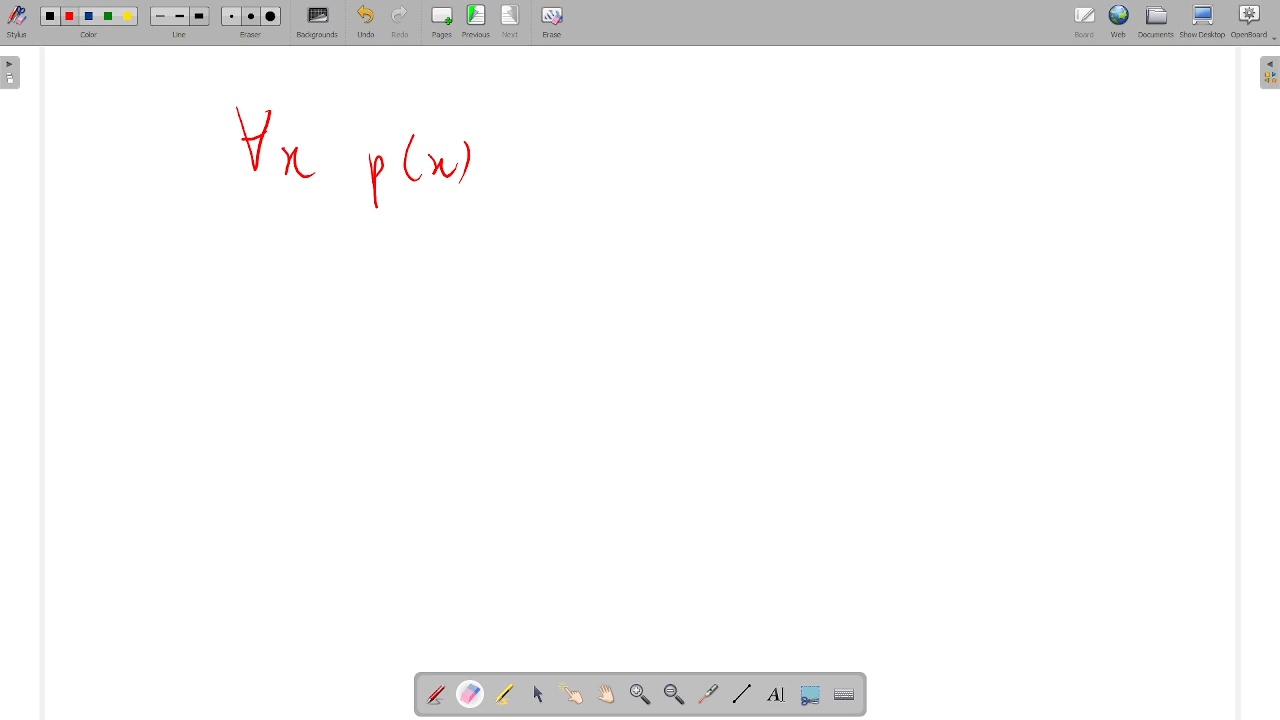 Stylus Color Line Eraser Backgrounds Undo Redo Pages Previous Next Erase Board Web Documents Show Desktop OpenBoard
∀x p(x)